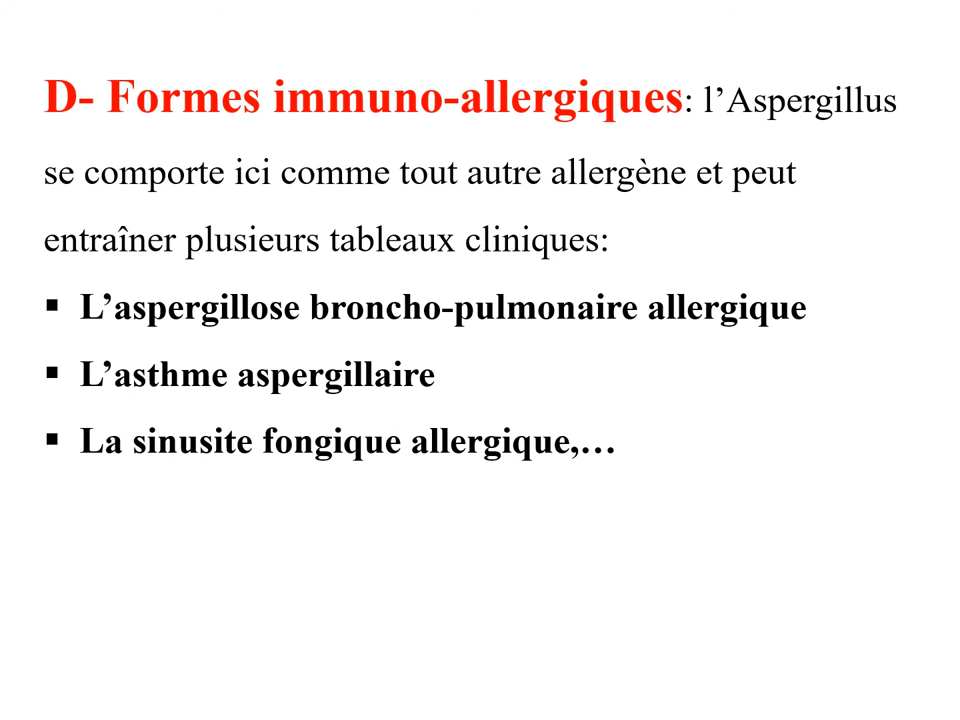 D- Formes immuno-allergiques: l’Aspergillus
se comporte ici comme tout autre allergène et peut
entraîner plusieurs tableaux cliniques:
▪ L’aspergillose broncho-pulmonaire allergique
▪ L’asthme aspergillaire
▪ La sinusite fongique allergique,…